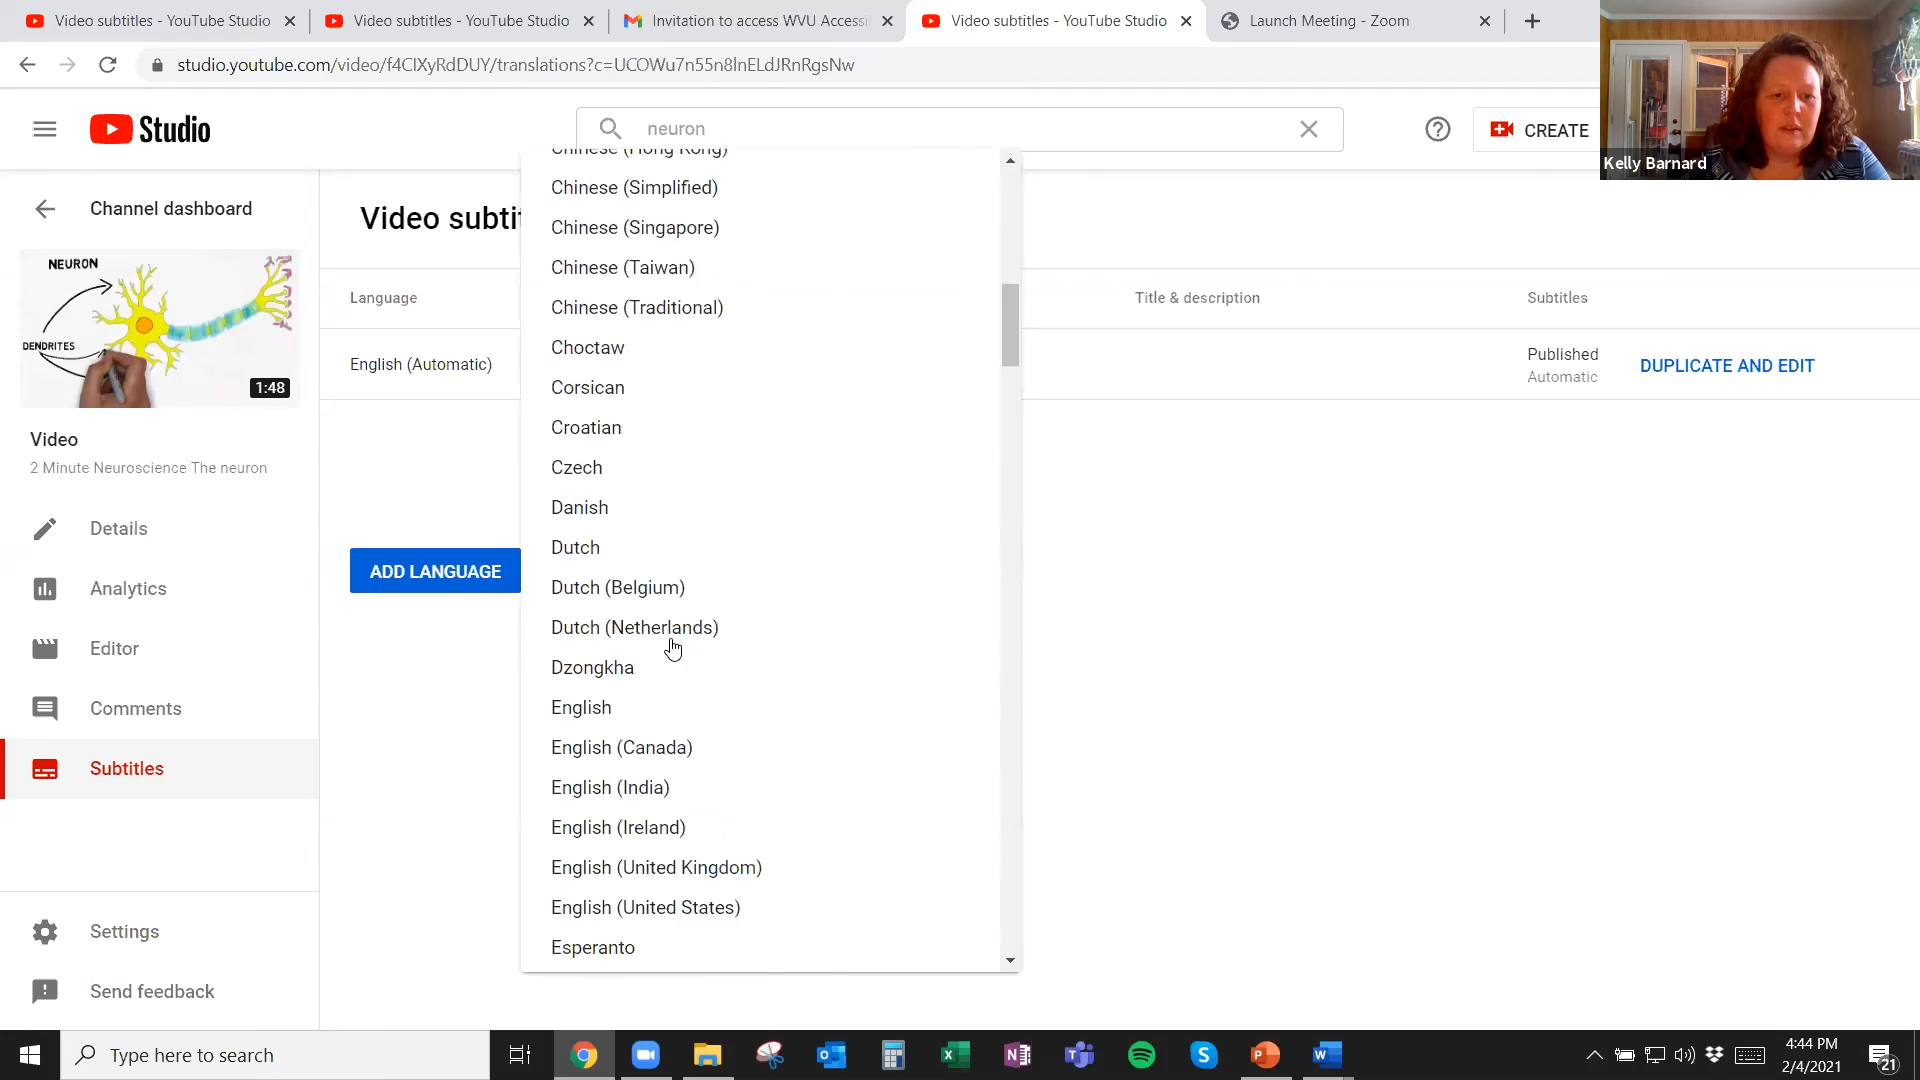 Video subtitles - YouTube Studio
Video subtitles - YouTube Studio
Invitation to access WVU Accessi
Video subtitles - YouTube Studio
Launch Meeting - Zoom
studio.youtube.com/video/f4ClXyRdDUY/translations?c=UCOWu7n55n8lnELdJRnRgsNw
Studio
neuron
CREATE
Kelly Barnard
Channel dashboard
NEURON
DENDRITES
1:48
Video
2 Minute Neuroscience The neuron
Details
Analytics
Editor
Comments
Subtitles
Settings
Send feedback
Video subti
Language
Title & description
Subtitles
English (Automatic)
Published
Automatic
DUPLICATE AND EDIT
ADD LANGUAGE
Chinese (Hong Kong)
Chinese (Simplified)
Chinese (Singapore)
Chinese (Taiwan)
Chinese (Traditional)
Choctaw
Corsican
Croatian
Czech
Danish
Dutch
Dutch (Belgium)
Dutch (Netherlands)
Dzongkha
English
English (Canada)
English (India)
English (Ireland)
English (United Kingdom)
English (United States)
Esperanto
Type here to search
4:44 PM
2/4/2021
21